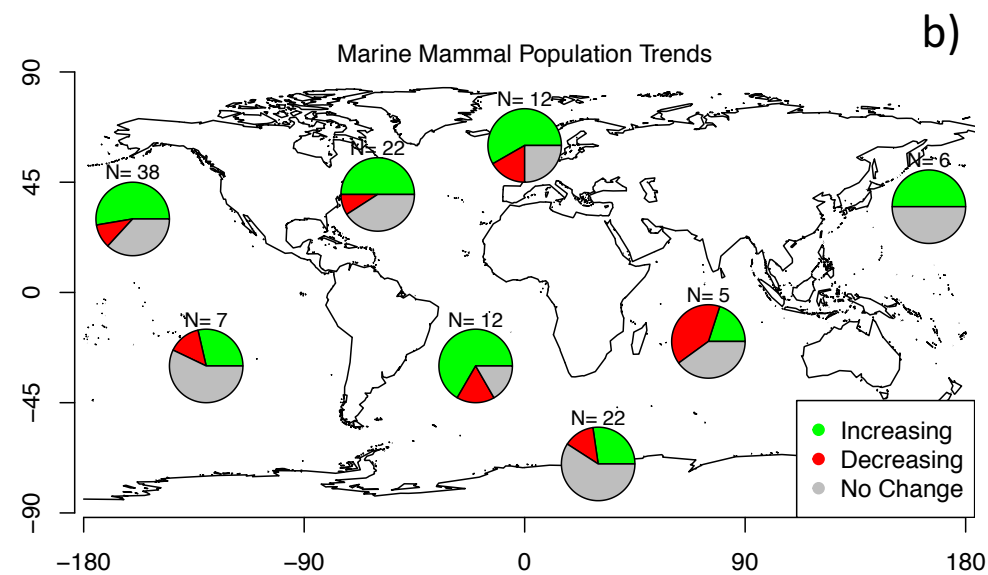 b)
Marine Mammal Population Trends
90
45
0
−45
−90
N= 12
N= 22
N= 38
N= 6
N= 5
N= 7
N= 12
N= 22
Increasing
Decreasing
No Change
−180
−90
0
90
180